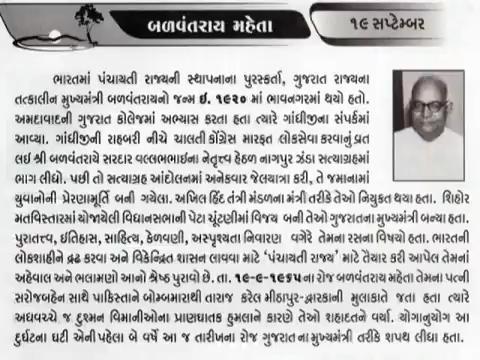 બળવંતરાય મહેતા
૧૯ સપ્ટેમ્બર
ભારતમાં પંચાયતી રાજ્યની સ્થાપનાના પુરસ્કર્તા, ગુજરાત રાજ્યના
તત્કાલીન મુખ્યમંત્રી બળવંતરાયનો જન્મ ઇ. ૧૯૨૦ માં ભાવનગરમાં થયો હતો.
અમદાવાદની ગુજરાત કોલેજમાં અભ્યાસ કરતા હતા ત્યારે ગાંધીજીના સંપર્કમાં
આવ્યા. ગાંધીજીની રાહબરી નીચે ચાલતી કોંગ્રેસ મારફત લોકસેવા કરવાનું વ્રત
લઇ શ્રી બળવંતરાયે સરદાર વલ્લભભાઇના નેતૃત્વ હેઠળ નાગપુર ઝંડા સત્યાગ્રહમાં
ભાગ લીધો. પછી તો સત્યાગ્રહ આંદોલનમાં અનેકવાર જેલયાત્રા કરી, તે જમાનામાં
યુવાનોની પ્રેરણામૂર્તિ બની ગયેલા. અખિલ હિંદ તંત્રી મંડળના મંત્રી તરીકે તેઓ નિયુક્ત થયા હતા. શિહોર
મતવિસ્તારમાં યોજાયેલી વિધાનસભાની પેટા ચૂંટણીમાં વિજય બની તેઓ ગુજરાતના મુખ્યમંત્રી બન્યા હતા.
પુરાતત્ત્વ, ઇતિહાસ, સાહિત્ય, કેળવણી, અસ્પૃશ્યતા નિવારણ વગેરે તેમના રસના વિષયો હતા. ભારતની
લોકશાહીને દ્રઢ કરવા અને વિકેન્દ્રિત શાસન લાવવા માટે ‘પંચાયતી રાજ્ય’ માટે તૈયાર કરી આપેલ તેમનાં
અહેવાલ અને ભલામણો આનો શ્રેષ્ઠ પુરાવો છે. તા. ૧૯-૯-૧૯૬૫ના રોજ બળવંતરાય મહેતા તેમના પત્ની
સરોજબહેન સાથે પાકિસ્તાને બોમ્બમારાથી તારાજ કરેલ મીઠાપુર-દ્વારકાની મુલાકાતે જતા હતા ત્યારે
અધવચ્ચે જ દુશ્મન વિમાનીઓના પ્રાણઘાતક હુમલાને કારણે તેઓ શહાદતને વર્યા. યોગાનુયોગ આ
દુર્ઘટના ઘટી એની પહેલા બે વર્ષે આ જ તારીખના રોજ ગુજરાતના મુખ્યમંત્રી તરીકે શપથ લીધા હતા.